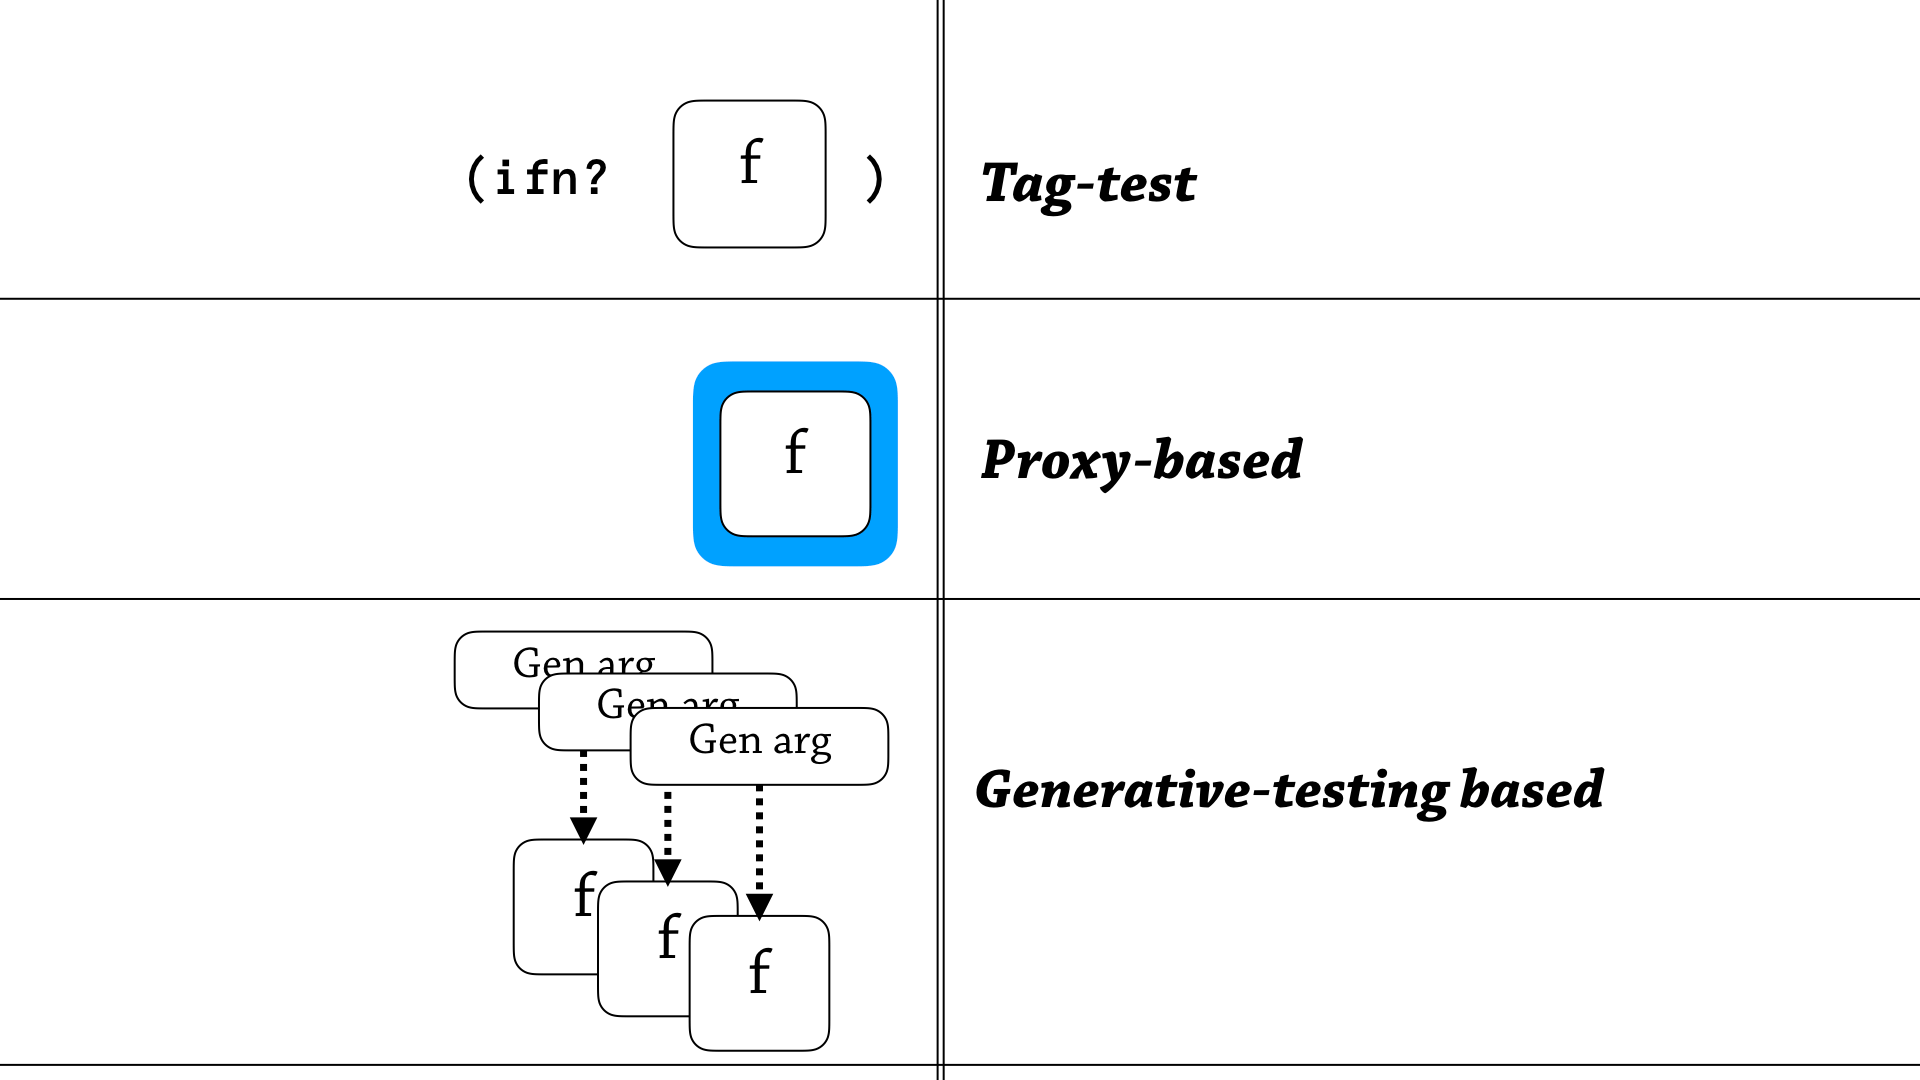 (ifn? f )
Tag-test
f
Proxy-based
Gen arg
Gen arg
Gen arg
Generative-testing based
f
f
f